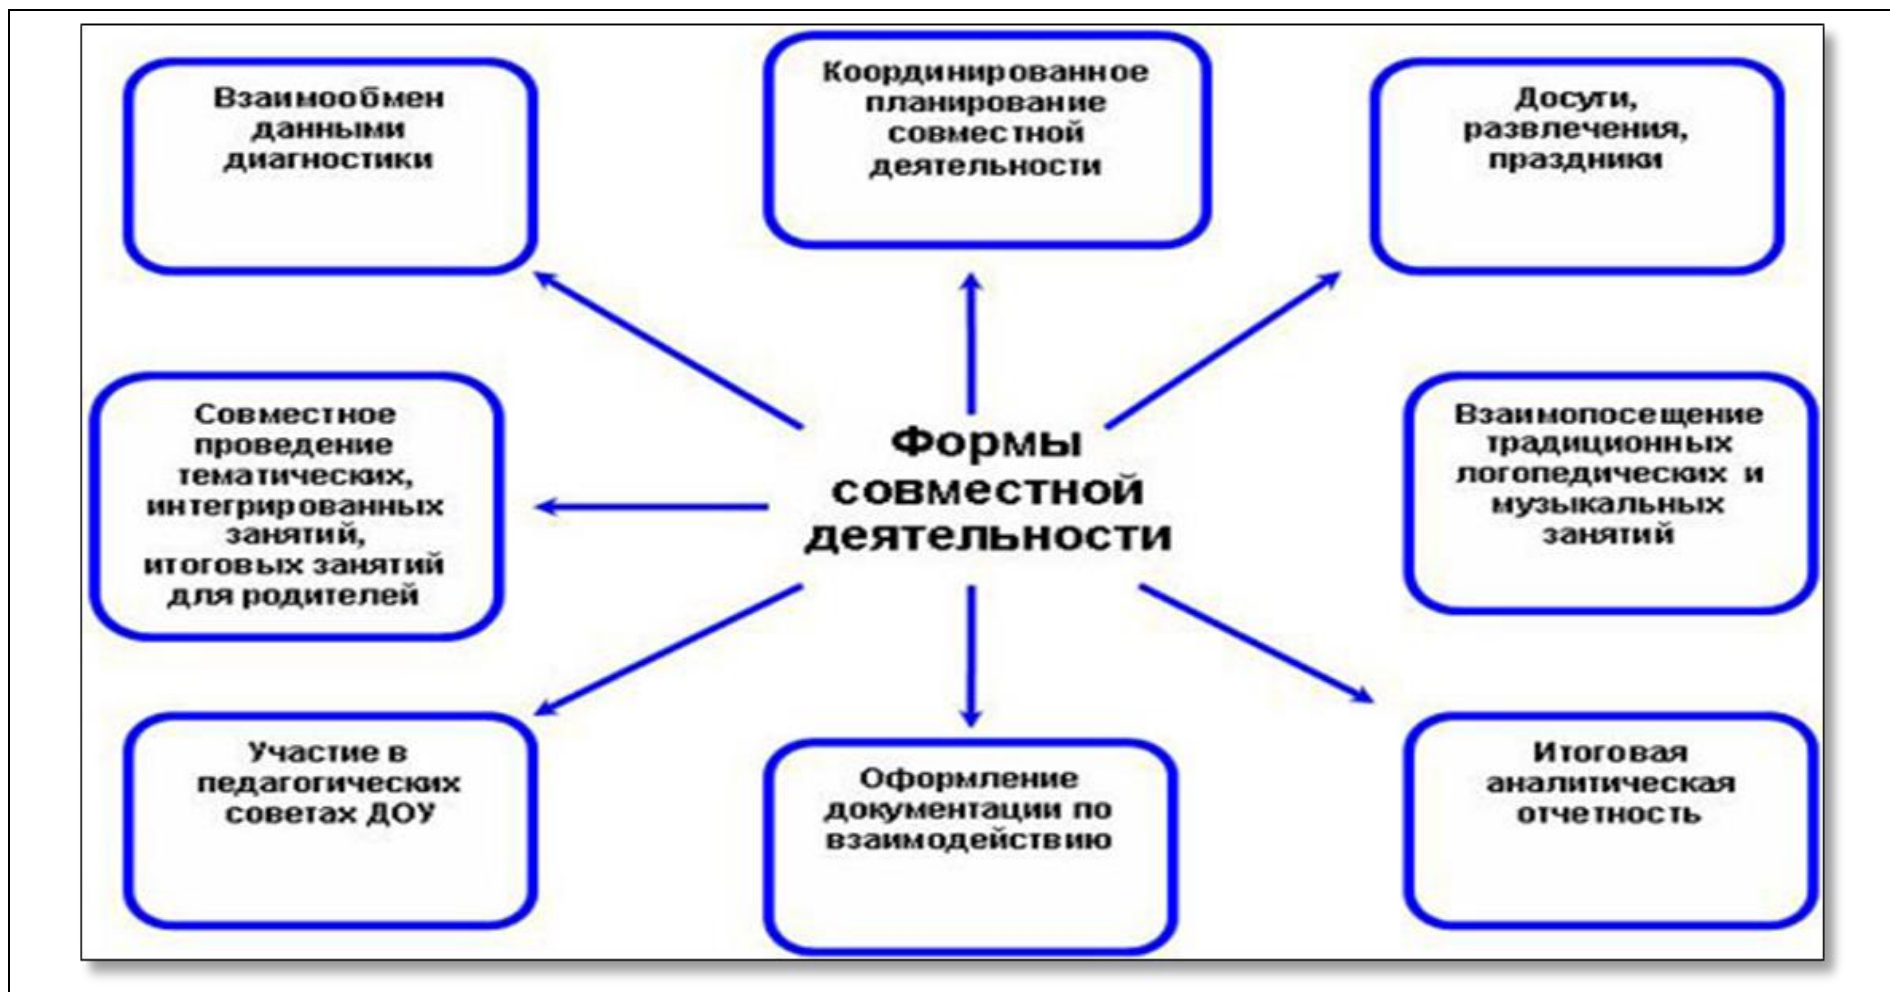 Взаимообмен
данными
диагностики
Координированное
планирование
совместной
деятельности
Досуги,
развлечения,
праздники
Совместное
проведение
тематических,
интегрированных
занятий,
итоговых занятий
для родителей
Формы
совместной
деятельности
Взаимопосещение
традиционных
логопедических и
музыкальных
занятий
Участие в
педагогических
советах ДОУ
Оформление
документации по
взаимодействию
Итоговая
аналитическая
отчетность